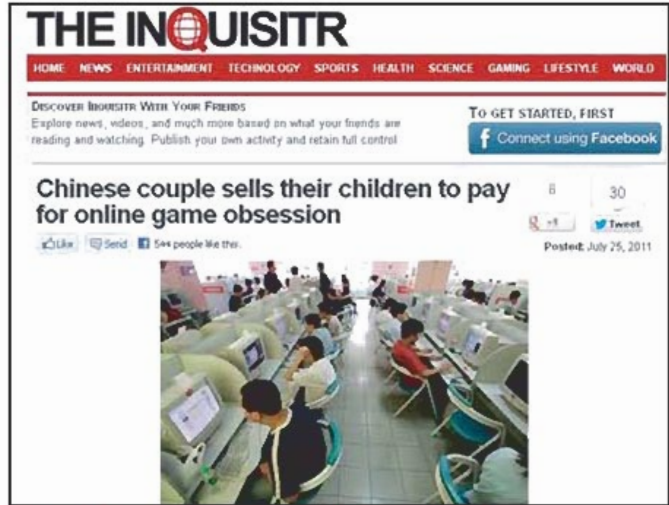 THE INQUISITR
HOME NEWS ENTERTAINMENT TECHNOLOGY SPORTS HEALTH SCIENCE GAMING LIFESTYLE WORLD
DISCOVER INQUISITR WITH YOUR FRIENDS
Explore news, videos, and much more based on what your friends are
reading and watching. Publish your own activity and retain full control
TO GET STARTED, FIRST
f Connect using Facebook
Chinese couple sells their children to pay
for online game obsession
8 30
g +1 Tweet
Like Send people like this.
Posted: July 25, 2011